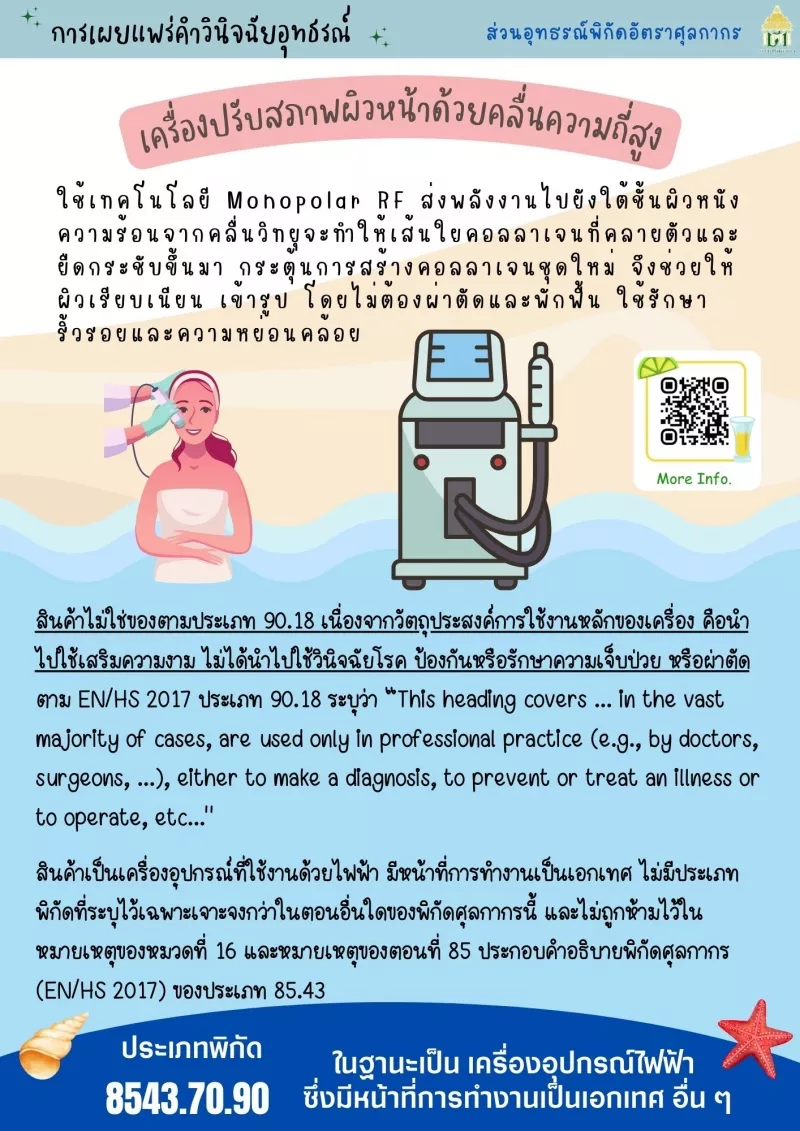 การเผยแพร่คำวินิจฉัยอุทธรณ์
ส่วนอุทธรณ์พิกัดอัตราศุลกากร
เครื่องปรับสภาพผิวหน้าด้วยคลื่นความถี่สูง
ใช้เทคโนโลยี Monopolar RF ส่งพลังงานไปยังใต้ชั้นผิวหนัง
ความร้อนจากคลื่นวิทยุจะทำให้เส้นใยคอลลาเจนที่คลายตัวและ
ยืดกระชับขึ้นมา กระตุ้นการสร้างคอลลาเจนชุดใหม่ จึงช่วยให้
ผิวเรียบเนียน เข้ารูป โดยไม่ต้องผ่าตัดและพักฟื้น ใช้รักษา
ริ้วรอยและความหย่อนคล้อย
More Info.
สินค้าไม่ใช่ของตามประเภท 90.18 เนื่องจากวัตถุประสงค์การใช้งานหลักของเครื่อง คือนำ
ไปใช้เสริมความงาม ไม่ได้นำไปใช้วินิจฉัยโรค ป้องกันหรือรักษาความเจ็บป่วย หรือผ่าตัด
ตาม EN/HS 2017 ประเภท 90.18 ระบุว่า “This heading covers ... in the vast
majority of cases, are used only in professional practice (e.g., by doctors,
surgeons, ...), either to make a diagnosis, to prevent or treat an illness or
to operate, etc..."
สินค้าเป็นเครื่องอุปกรณ์ที่ใช้งานด้วยไฟฟ้า มีหน้าที่การทำงานเป็นเอกเทศ ไม่มีประเภท
พิกัดที่ระบุไว้เฉพาะเจาะจงกว่าในตอนอื่นใดของพิกัดศุลกากรนี้ และไม่ถูกห้ามไว้ใน
หมายเหตุของหมวดที่ 16 และหมายเหตุของตอนที่ 85 ประกอบคำอธิบายพิกัดศุลกากร
(EN/HS 2017) ของประเภท 85.43
ประเภทพิกัด
8543.70.90
ในฐานะเป็น เครื่องอุปกรณ์ไฟฟ้า
ซึ่งมีหน้าที่การทำงานเป็นเอกเทศ อื่น ๆ